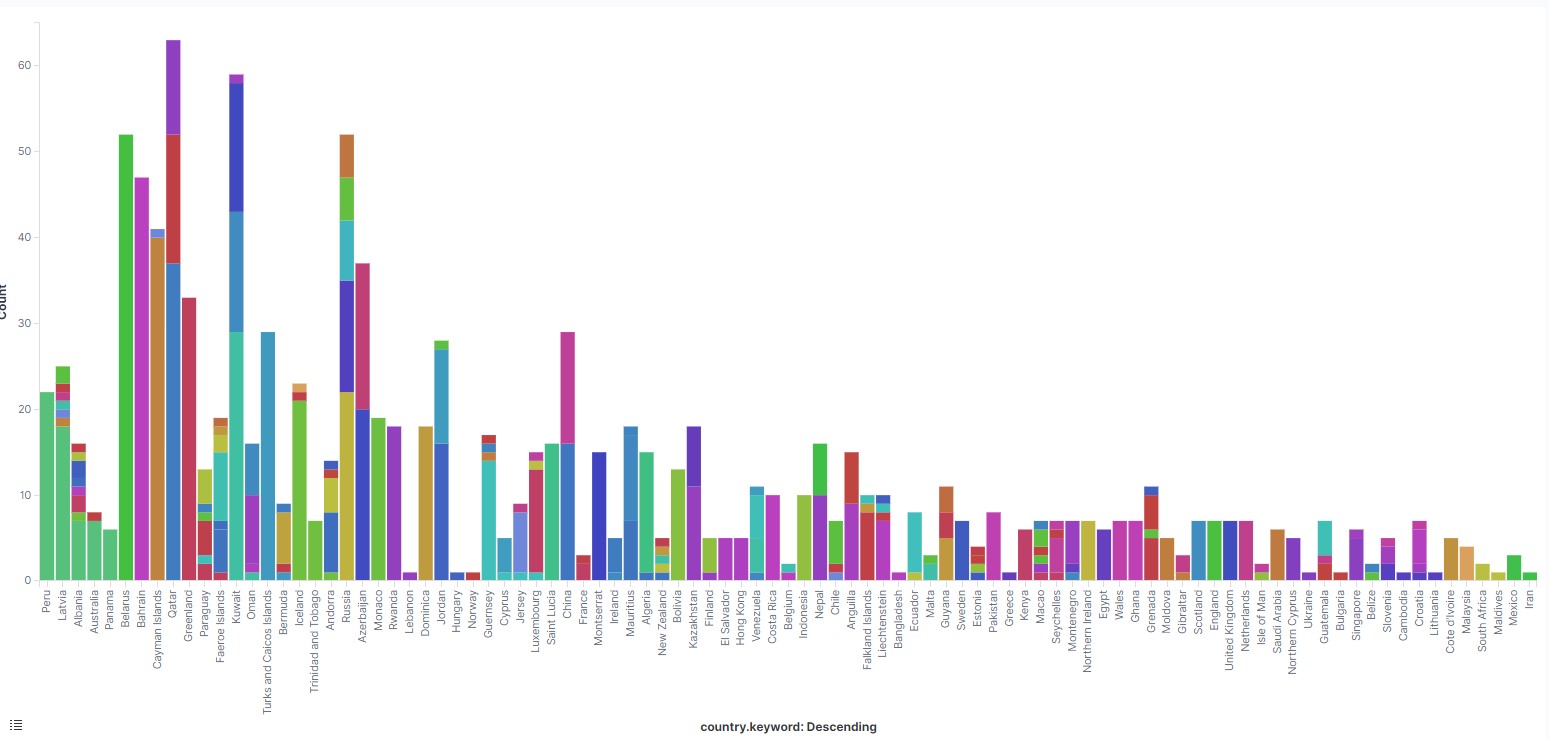 60
50
40
30
20
10
0
Count
Peru
Latvia
Albania
Australia
Panama
Belarus
Bahrain
Cayman Islands
Qatar
Greenland
Paraguay
Faeroe Islands
Kuwait
Oman
Turks and Caicos Islands
Bermuda
Iceland
Trinidad and Tobago
Andorra
Russia
Azerbaijan
Monaco
Rwanda
Lebanon
Dominica
Jordan
Hungary
Norway
Guernsey
Cyprus
Jersey
Luxembourg
Saint Lucia
China
France
Montserrat
Ireland
Mauritius
Algeria
New Zealand
Bolivia
Kazakhstan
Finland
El Salvador
Hong Kong
Venezuela
Costa Rica
Belgium
Indonesia
Nepal
Chile
Anguilla
Falkland Islands
Liechtenstein
Bangladesh
Ecuador
Malta
Guyana
Sweden
Estonia
Pakistan
Greece
Kenya
Macao
Seychelles
Montenegro
Northern Ireland
Egypt
Wales
Ghana
Grenada
Moldova
Gibraltar
Scotland
England
United Kingdom
Netherlands
Isle of Man
Saudi Arabia
Northern Cyprus
Ukraine
Guatemala
Bulgaria
Singapore
Belize
Slovenia
Cambodia
Croatia
Lithuania
Cote d'Ivoire
Malaysia
South Africa
Maldives
Mexico
Iran
country.keyword: Descending